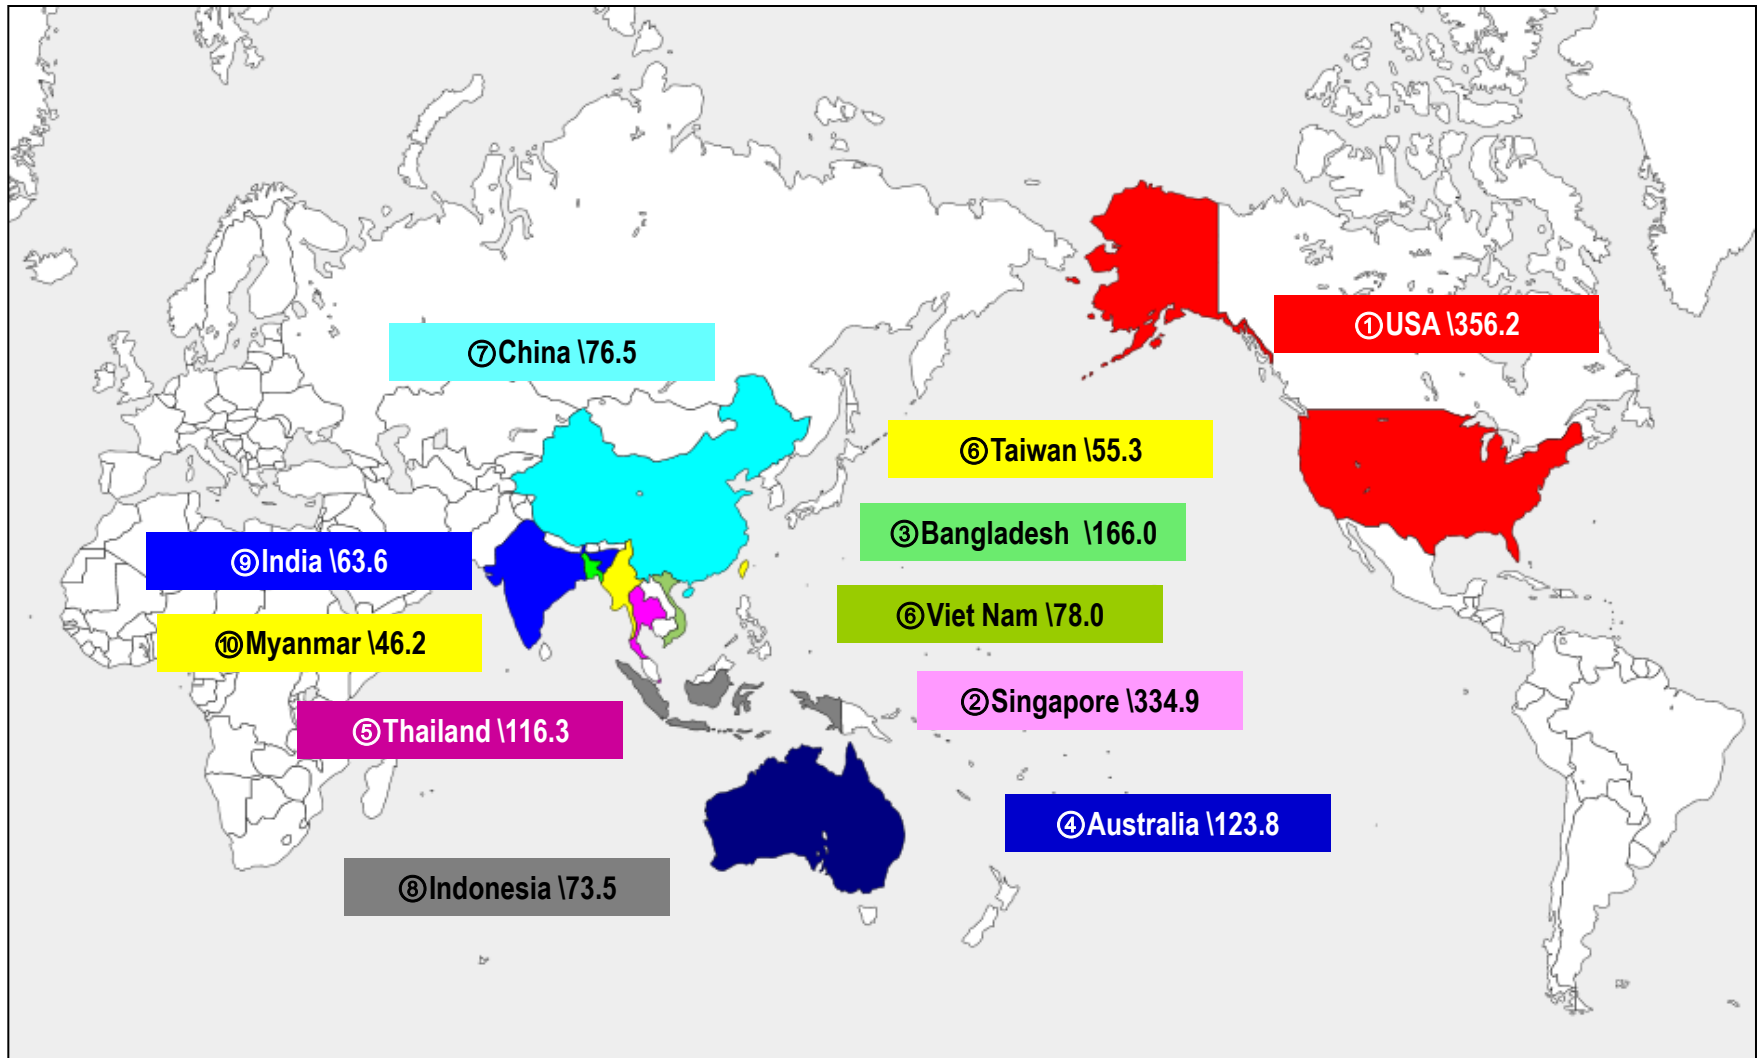 ①USA \356.2
⑦China \76.5
⑥Taiwan \55.3
③Bangladesh \166.0
⑨India \63.6
⑥Viet Nam \78.0
⑩Myanmar \46.2
②Singapore \334.9
⑤Thailand \116.3
④Australia \123.8
⑧Indonesia \73.5